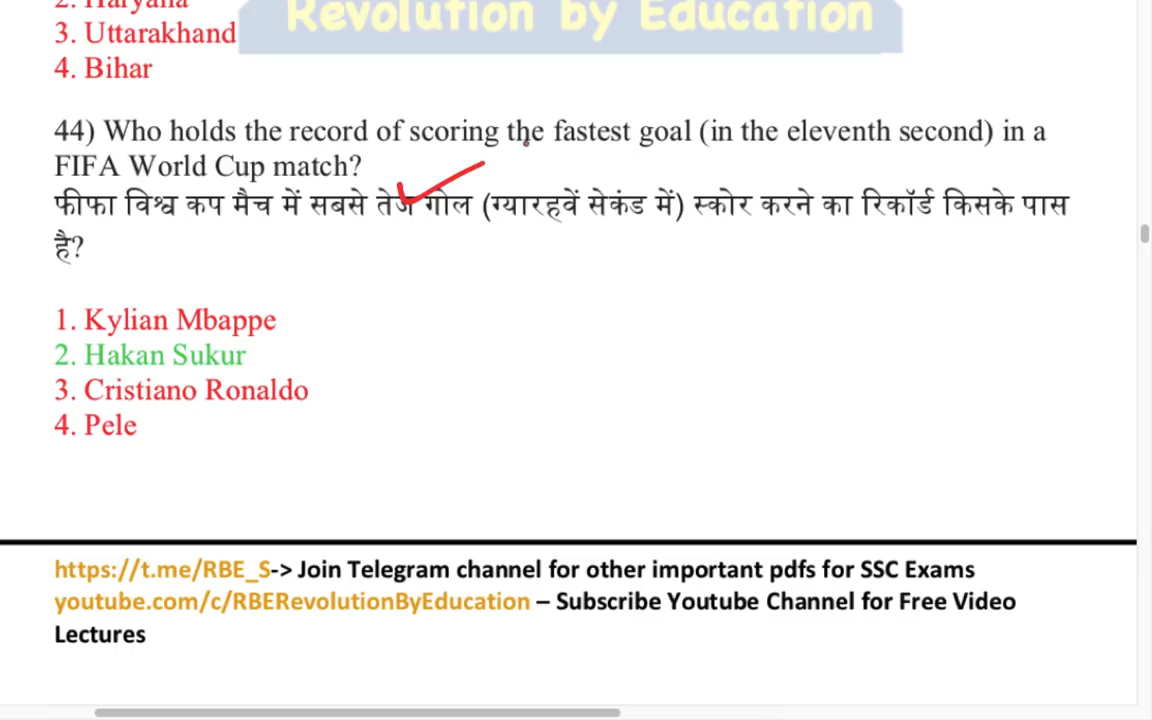 2. Haryana
Revolution by Education
3. Uttarakhand
4. Bihar
44) Who holds the record of scoring the fastest goal (in the eleventh second) in a
FIFA World Cup match?
फीफा विश्व कप मैच में सबसे तेज गोल (ग्यारहवें सेकंड में) स्कोर करने का रिकॉर्ड किसके पास
है?
1. Kylian Mbappe
2. Hakan Sukur
3. Cristiano Ronaldo
4. Pele
https://t.me/RBE_S-> Join Telegram channel for other important pdfs for SSC Exams
youtube.com/c/RBERevolutionByEducation – Subscribe Youtube Channel for Free Video
Lectures